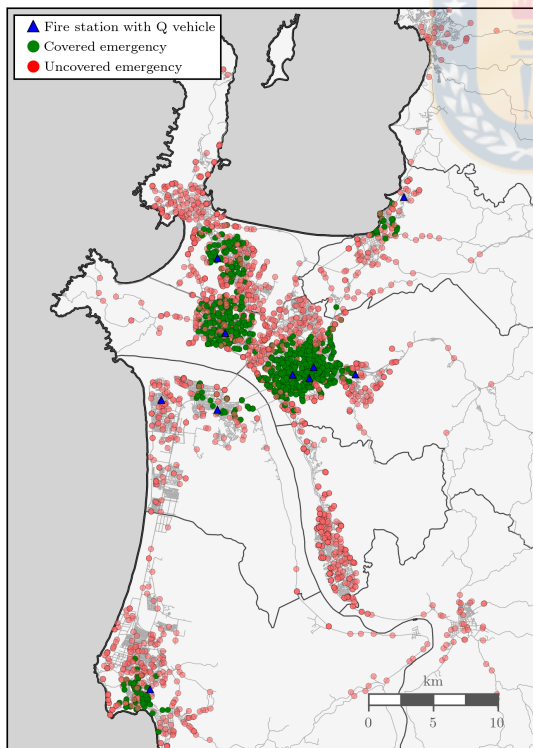 Fire station with Q vehicle
Covered emergency
Uncovered emergency
km
0 5 10